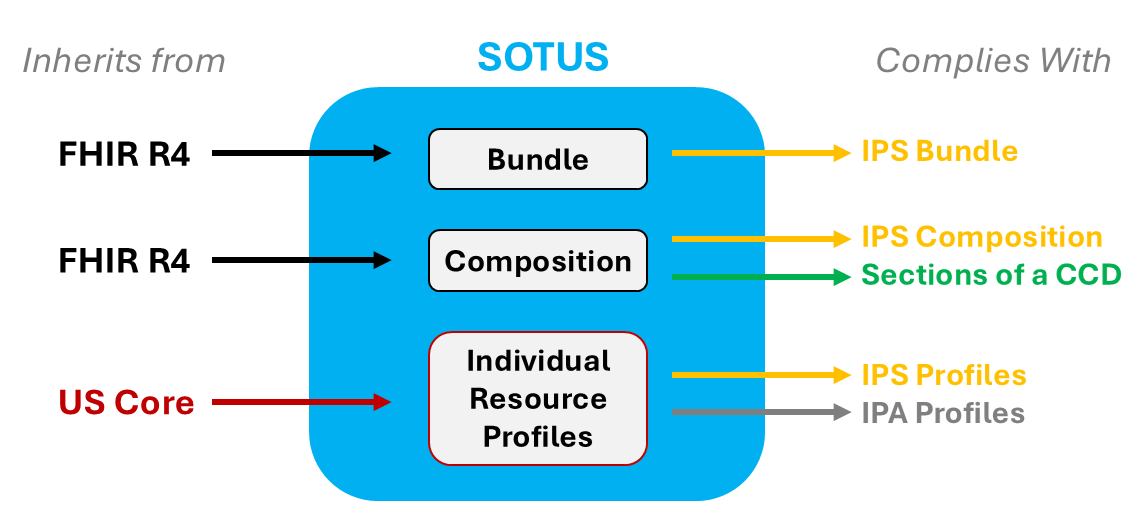 Inherits from
SOTUS
Complies With
FHIR R4
Bundle
IPS Bundle
FHIR R4
Composition
IPS Composition
Sections of a CCD
US Core
Individual
Resource
Profiles
IPS Profiles
IPA Profiles